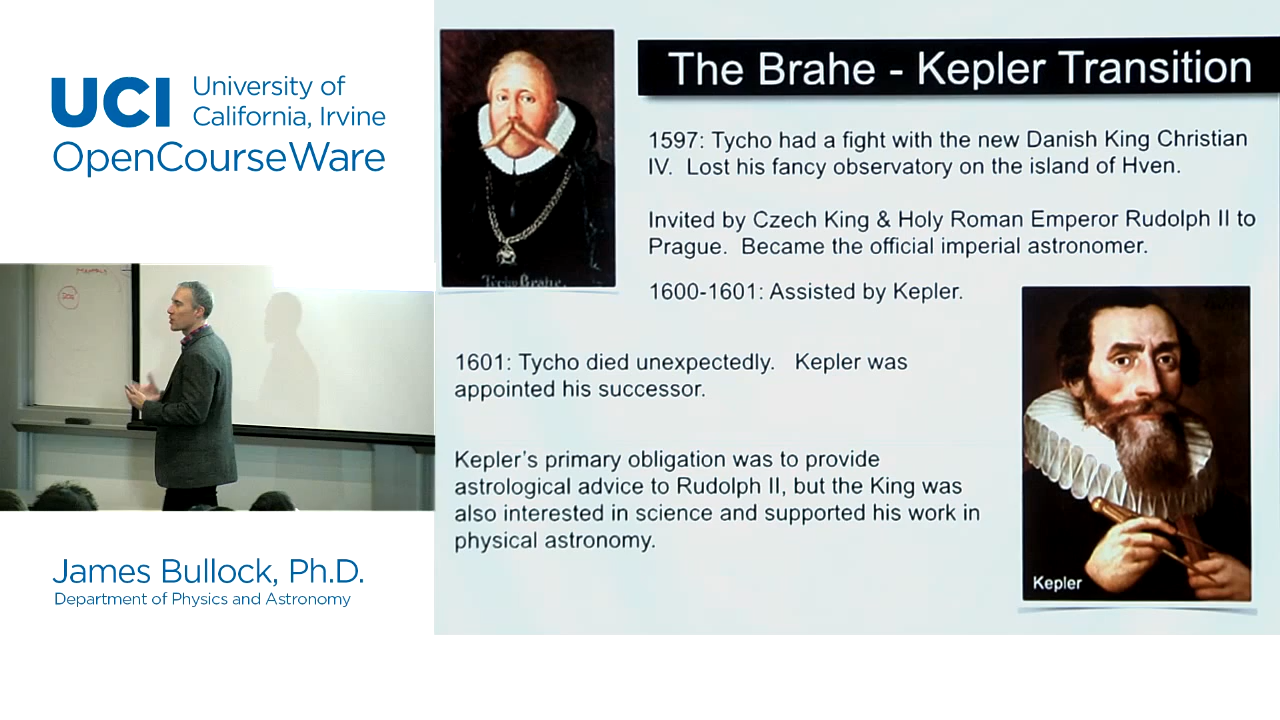 UCI University of
California, Irvine
OpenCourseWare
The Brahe - Kepler Transition
1597: Tycho had a fight with the new Danish King Christian
IV. Lost his fancy observatory on the island of Hven.
Invited by Czech King & Holy Roman Emperor Rudolph II to
Prague. Became the official imperial astronomer.
1600-1601: Assisted by Kepler.
Tycho Brahe.
1601: Tycho died unexpectedly. Kepler was
appointed his successor.
Kepler's primary obligation was to provide
astrological advice to Rudolph II, but the King was
also interested in science and supported his work in
physical astronomy.
Kepler
James Bullock, Ph.D.
Department of Physics and Astronomy